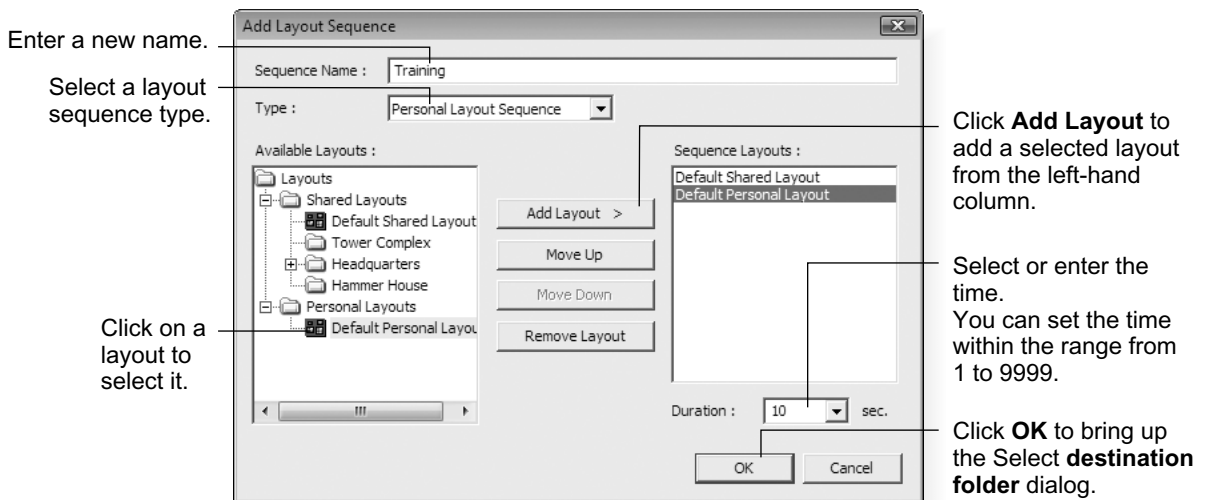 Add Layout Sequence
Enter a new name.
Sequence Name :
Training
Select a layout
sequence type.
Type :
Personal Layout Sequence
Available Layouts :
Layouts
Shared Layouts
Default Shared Layout
Tower Complex
Headquarters
Hammer House
Personal Layouts
Default Personal Layou
Click on a
layout to
select it.
Add Layout >
Move Up
Move Down
Remove Layout
Sequence Layouts :
Default Shared Layout
Default Personal Layout
Duration :
10
sec.
OK
Cancel
Click Add Layout to
add a selected layout
from the left-hand
column.
Select or enter the
time.
You can set the time
within the range from
1 to 9999.
Click OK to bring up
the Select destination
folder dialog.